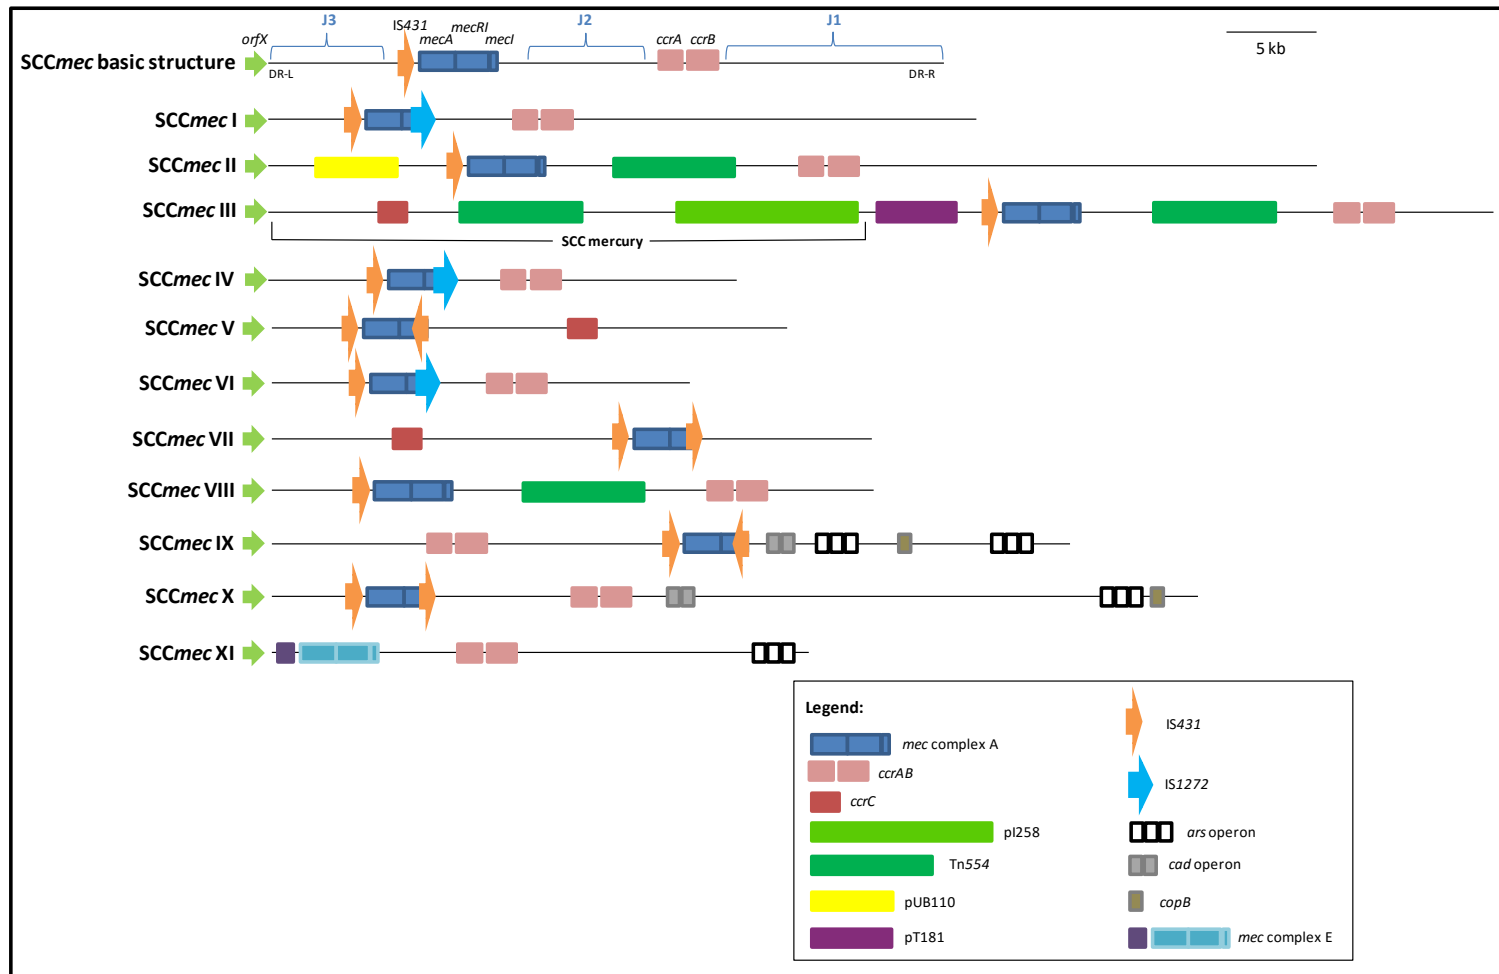 J3 J2 J1
IS431 mecRI
orfX mecA mecI ccrA ccrB 5 kb
SCCmec basic structure
DR-L DR-R
SCCmec I
SCCmec II
SCCmec III
SCC mercury
SCCmec IV
SCCmec V
SCCmec VI
SCCmec VII
SCCmec VIII
SCCmec IX
SCCmec X
SCCmec XI
Legend:
mec complex A
ccrAB
ccrC
pI258
Tn554
pUB110
pT181
IS431
IS1272
ars operon
cad operon
copB
mec complex E